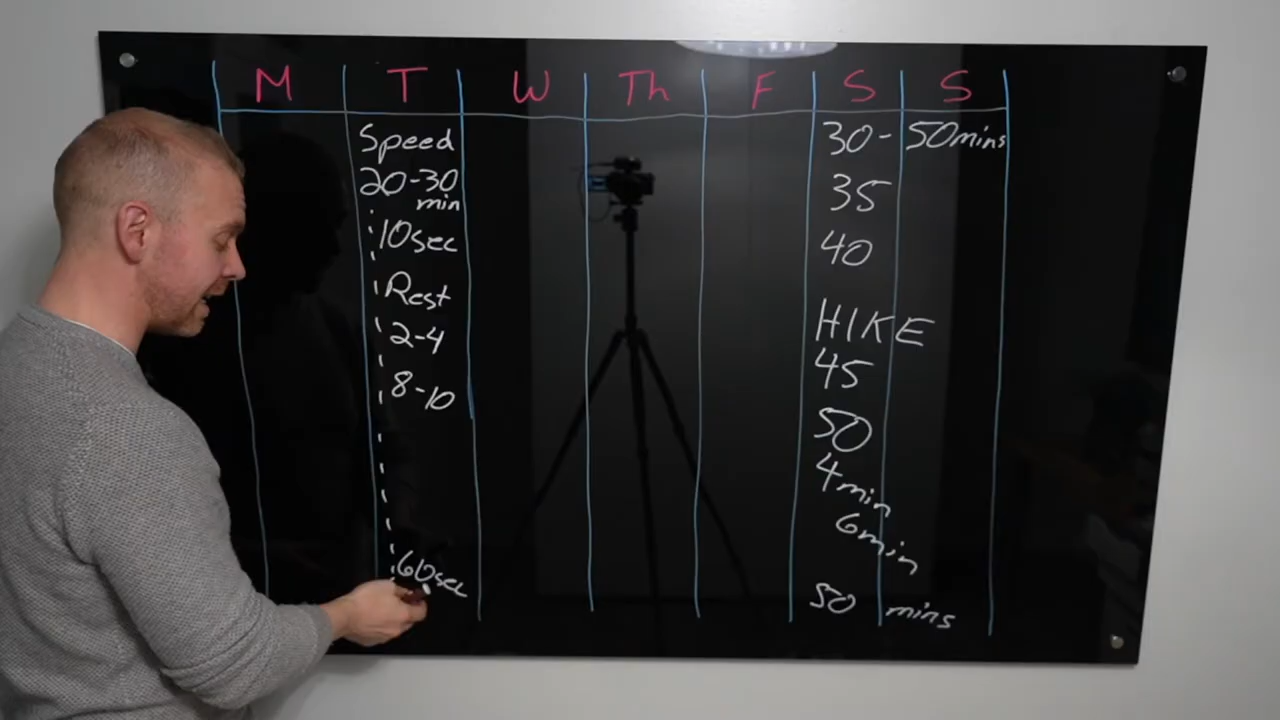 M T W Th F S S
Speed
20-30
min
10sec
Rest
2-4
8-10
60sec
30- 50mins
35
40
HIKE
45
50
4min
6min
50 mins